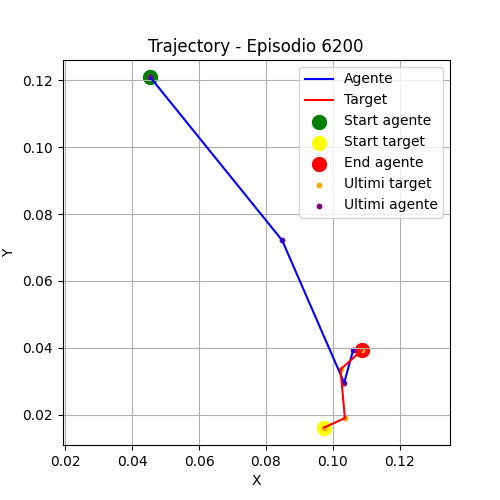 Trajectory - Episodio 6200
Agente
Target
Start agente
Start target
End agente
Ultimi target
Ultimi agente
0.12
0.10
0.08
0.06
0.04
0.02
Y
0.02
0.04
0.06
0.08
0.10
0.12
X